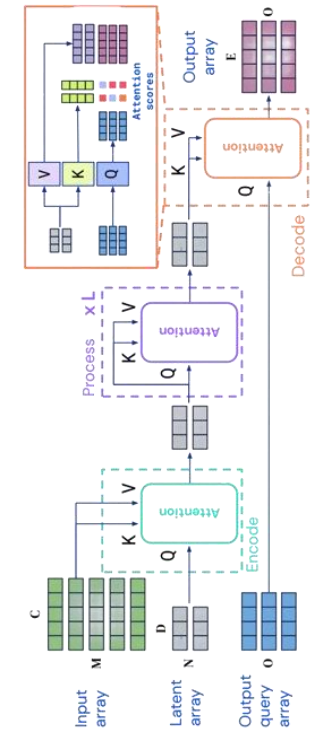 Input
array
M
C
Latent
array
N
D
Output
query
array
O
Encode
Q
K
V
Attention
Process
x L
Q
K
V
Attention
Decode
Q
K
V
Attention
V
K
Q
Attention
scores
Output
array
E
O